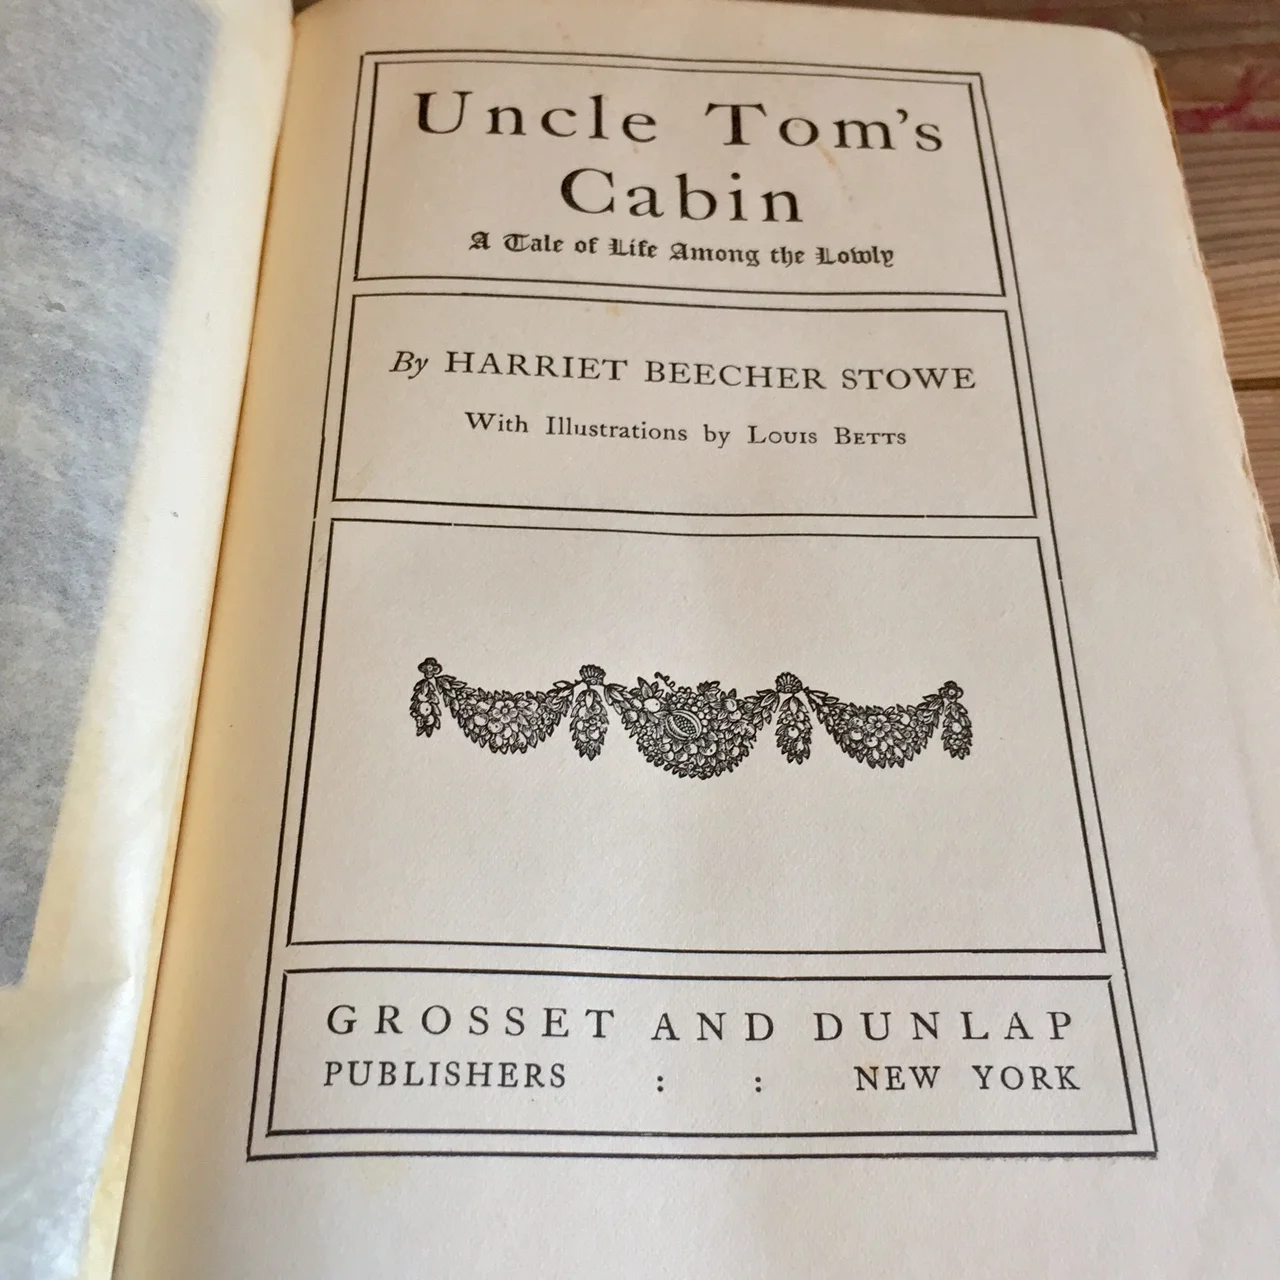 Uncle Tom's
Cabin
A Tale of Life Among the Lowly
By HARRIET BEECHER STOWE
With Illustrations by LOUIS BETTS
GROSSET AND DUNLAP
PUBLISHERS : : NEW YORK